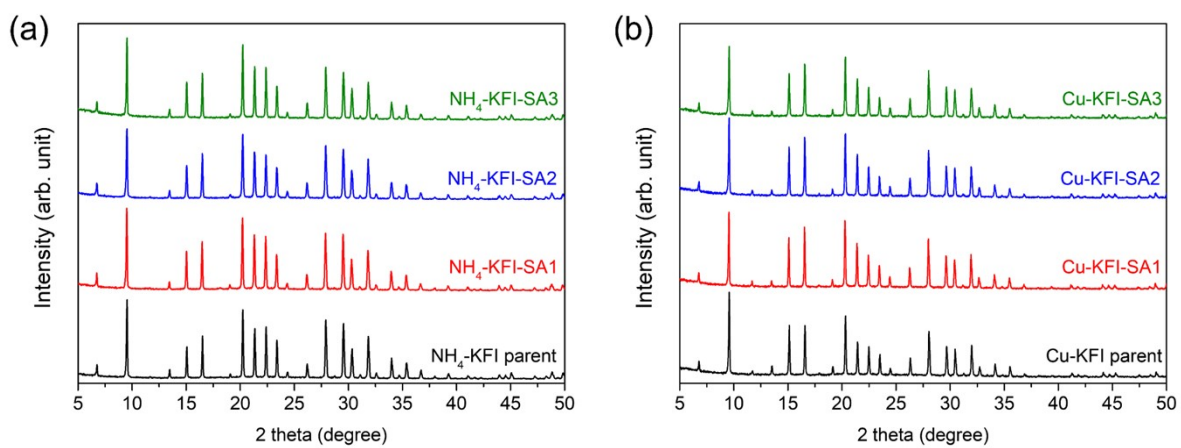 (a)
Intensity (arb. unit)
NH₄-KFI-SA3
NH₄-KFI-SA2
NH₄-KFI-SA1
NH₄-KFI parent
5 10 15 20 25 30 35 40 45 50
2 theta (degree)
(b)
Intensity (arb. unit)
Cu-KFI-SA3
Cu-KFI-SA2
Cu-KFI-SA1
Cu-KFI parent
5 10 15 20 25 30 35 40 45 50
2 theta (degree)